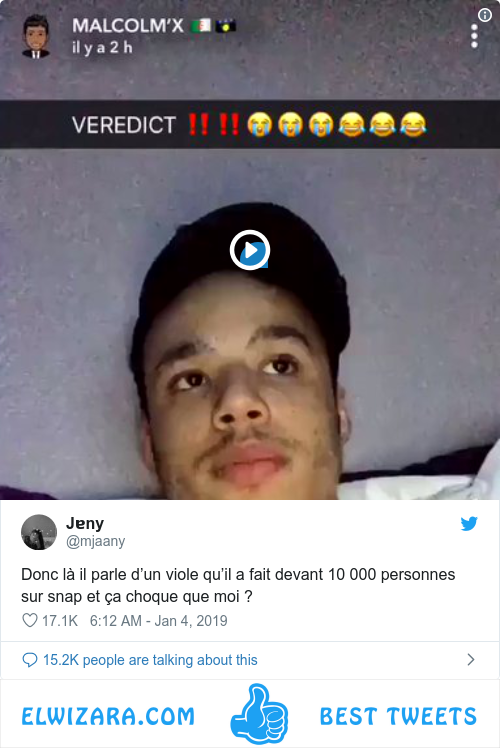 MALCOLM'X 🇩🇿
il y a 2 h
VEREDICT ‼️ ‼️ 😭 😭 😭 😂 😂 😂
Jɐny
@mjaany
Donc là il parle d’un viole qu’il a fait devant 10 000 personnes
sur snap et ça choque que moi ?
17.1K 6:12 AM - Jan 4, 2019
15.2K people are talking about this
ELWIZARA.COM BEST TWEETS